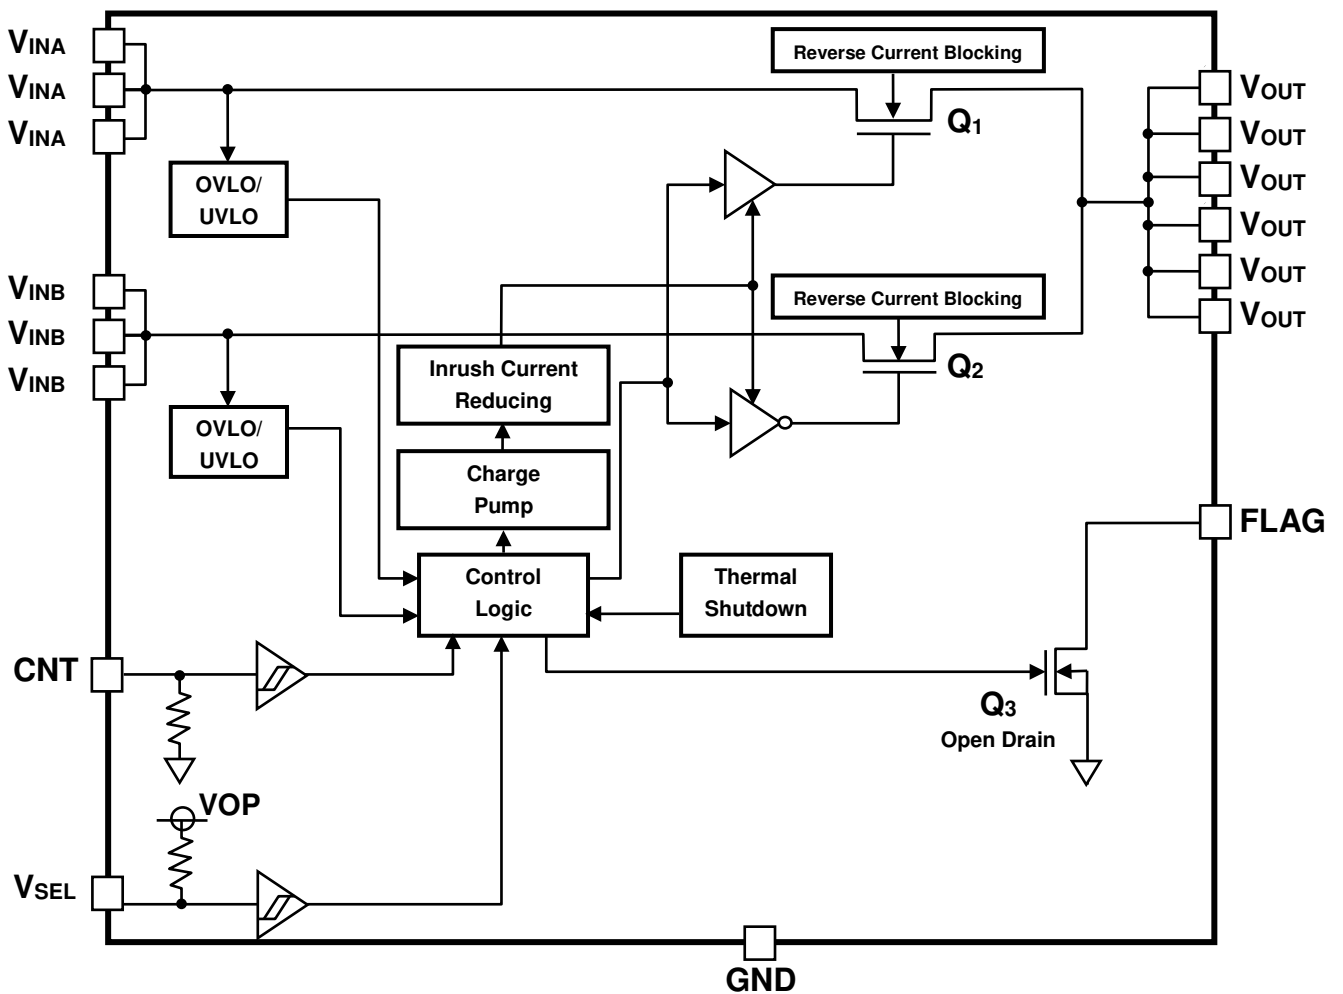 VINA
VINA
VINA
Reverse Current Blocking
Q1
VOUT
VOUT
VOUT
VOUT
VOUT
VOUT
OVLO/
UVLO
VINB
VINB
VINB
Reverse Current Blocking
Q2
Inrush Current
Reducing
OVLO/
UVLO
Charge
Pump
FLAG
Control
Logic
Thermal
Shutdown
CNT
Q3
Open Drain
VOP
VSEL
GND